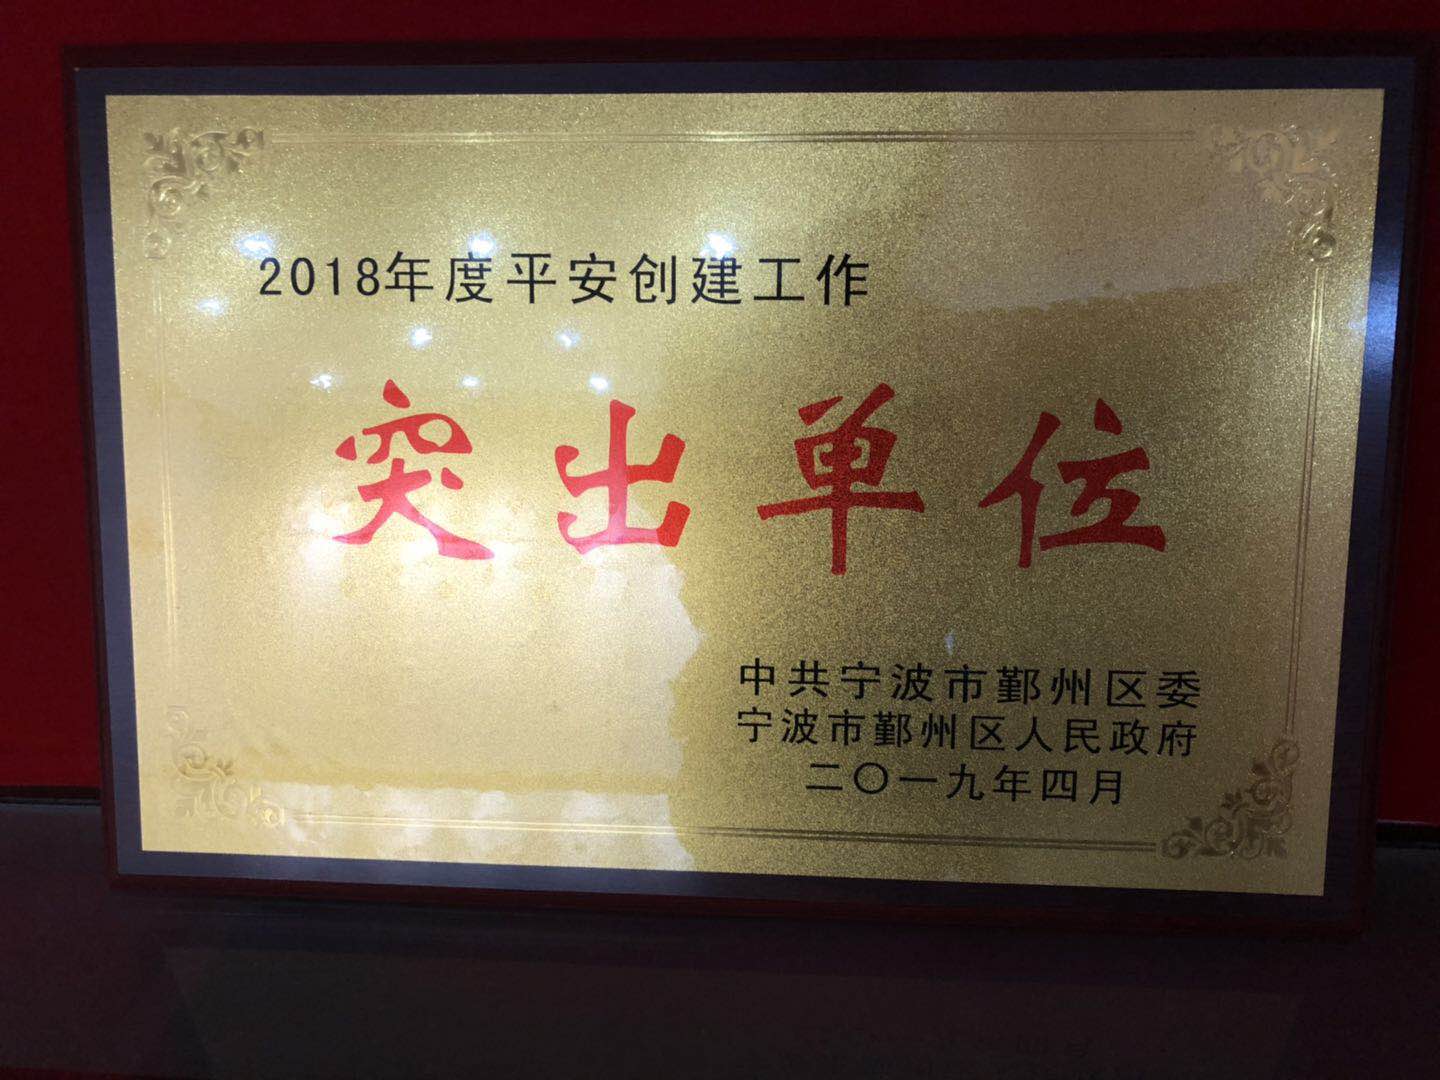 2018年度平安创建工作
突出单位
中共宁波市鄞州区委
宁波市鄞州区人民政府
二〇一九年四月